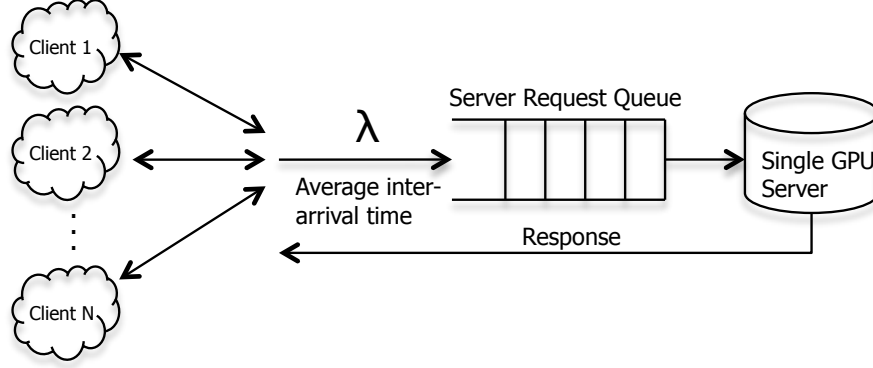 Client 1
Client 2
⋮
Client N
λ
Average inter-
arrival time
Server Request Queue
Single GPU
Server
Response